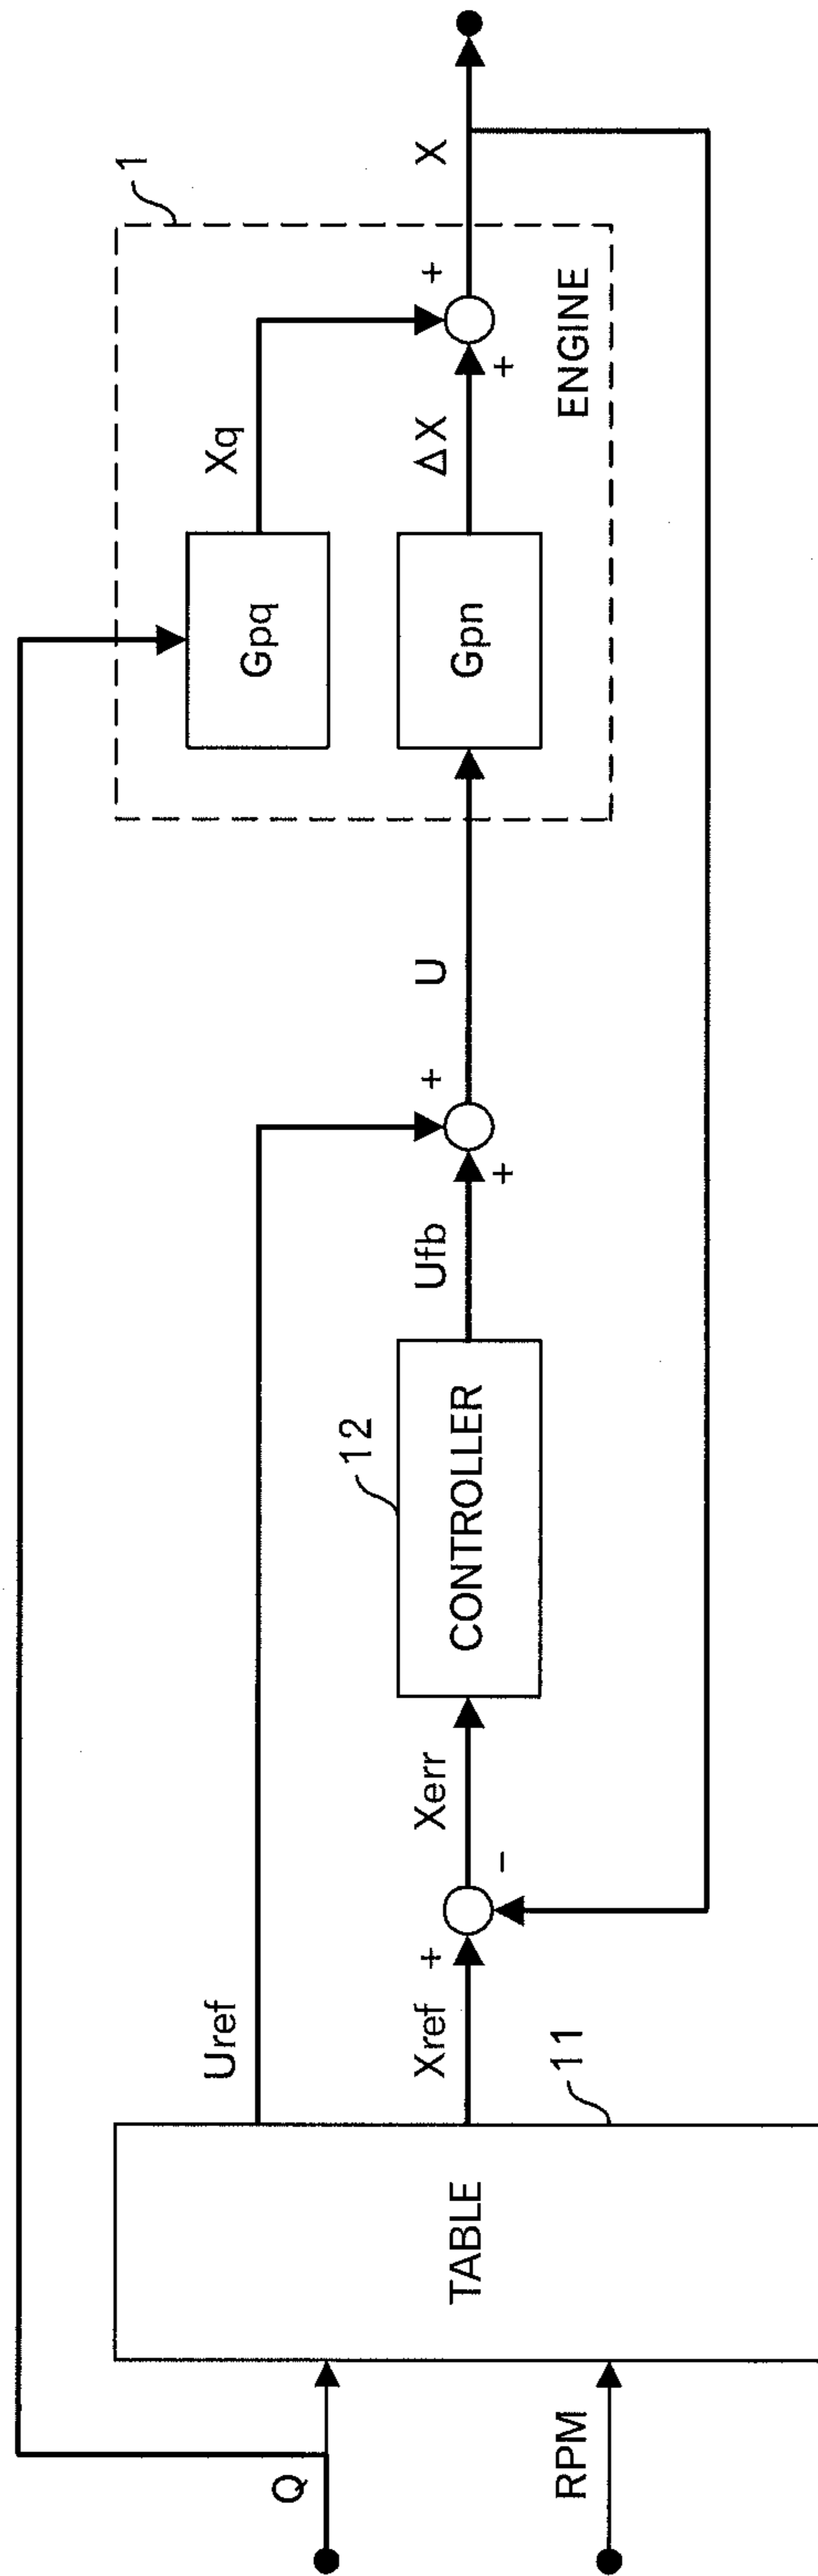 Q
RPM
TABLE
11
Uref
Xref
+
-
Xerr
CONTROLLER
12
Ufb
+
+
U
1
Gpq
Gpn
Xq
ΔX
+
+
ENGINE
X